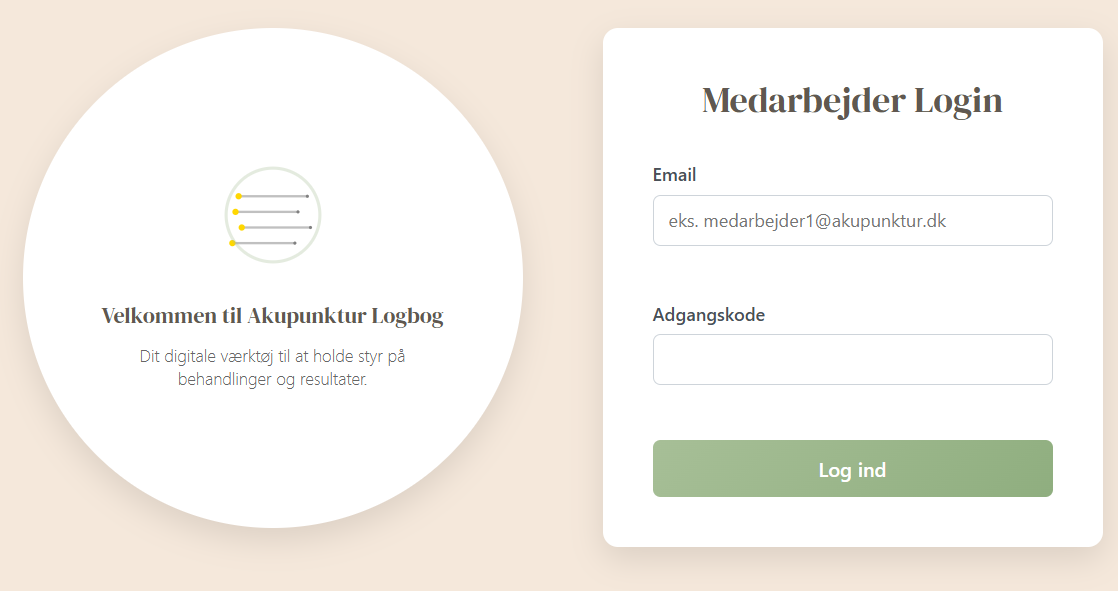 Velkommen til Akupunktur Logbog
Dit digitale værktøj til at holde styr på
behandlinger og resultater.
Medarbejder Login
Email
eks. medarbejder1@akupunktur.dk
Adgangskode
Log ind